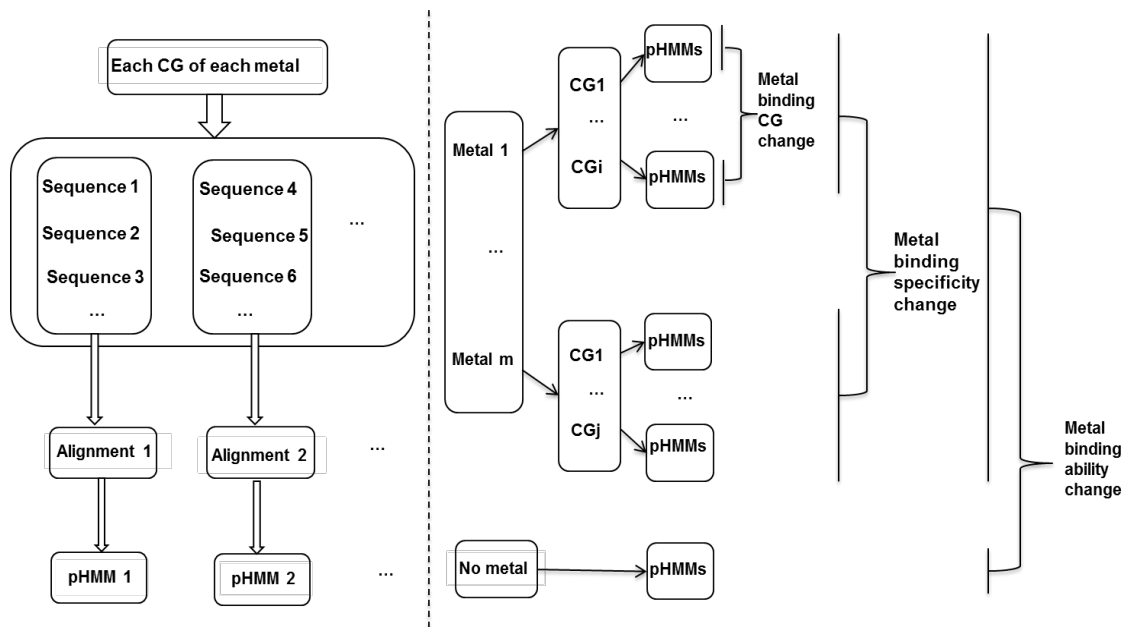 Each CG of each metal
Sequence 1
Sequence 2
Sequence 3
...
Sequence 4
Sequence 5
Sequence 6
...
...
Alignment 1
Alignment 2
...
pHMM 1
pHMM 2
...
Metal 1
...
Metal m
CG1
...
CGi
pHMMs
...
pHMMs
Metal
binding
CG
change
CG1
...
CGj
pHMMs
...
pHMMs
Metal
binding
specificity
change
No metal
pHMMs
Metal
binding
ability
change